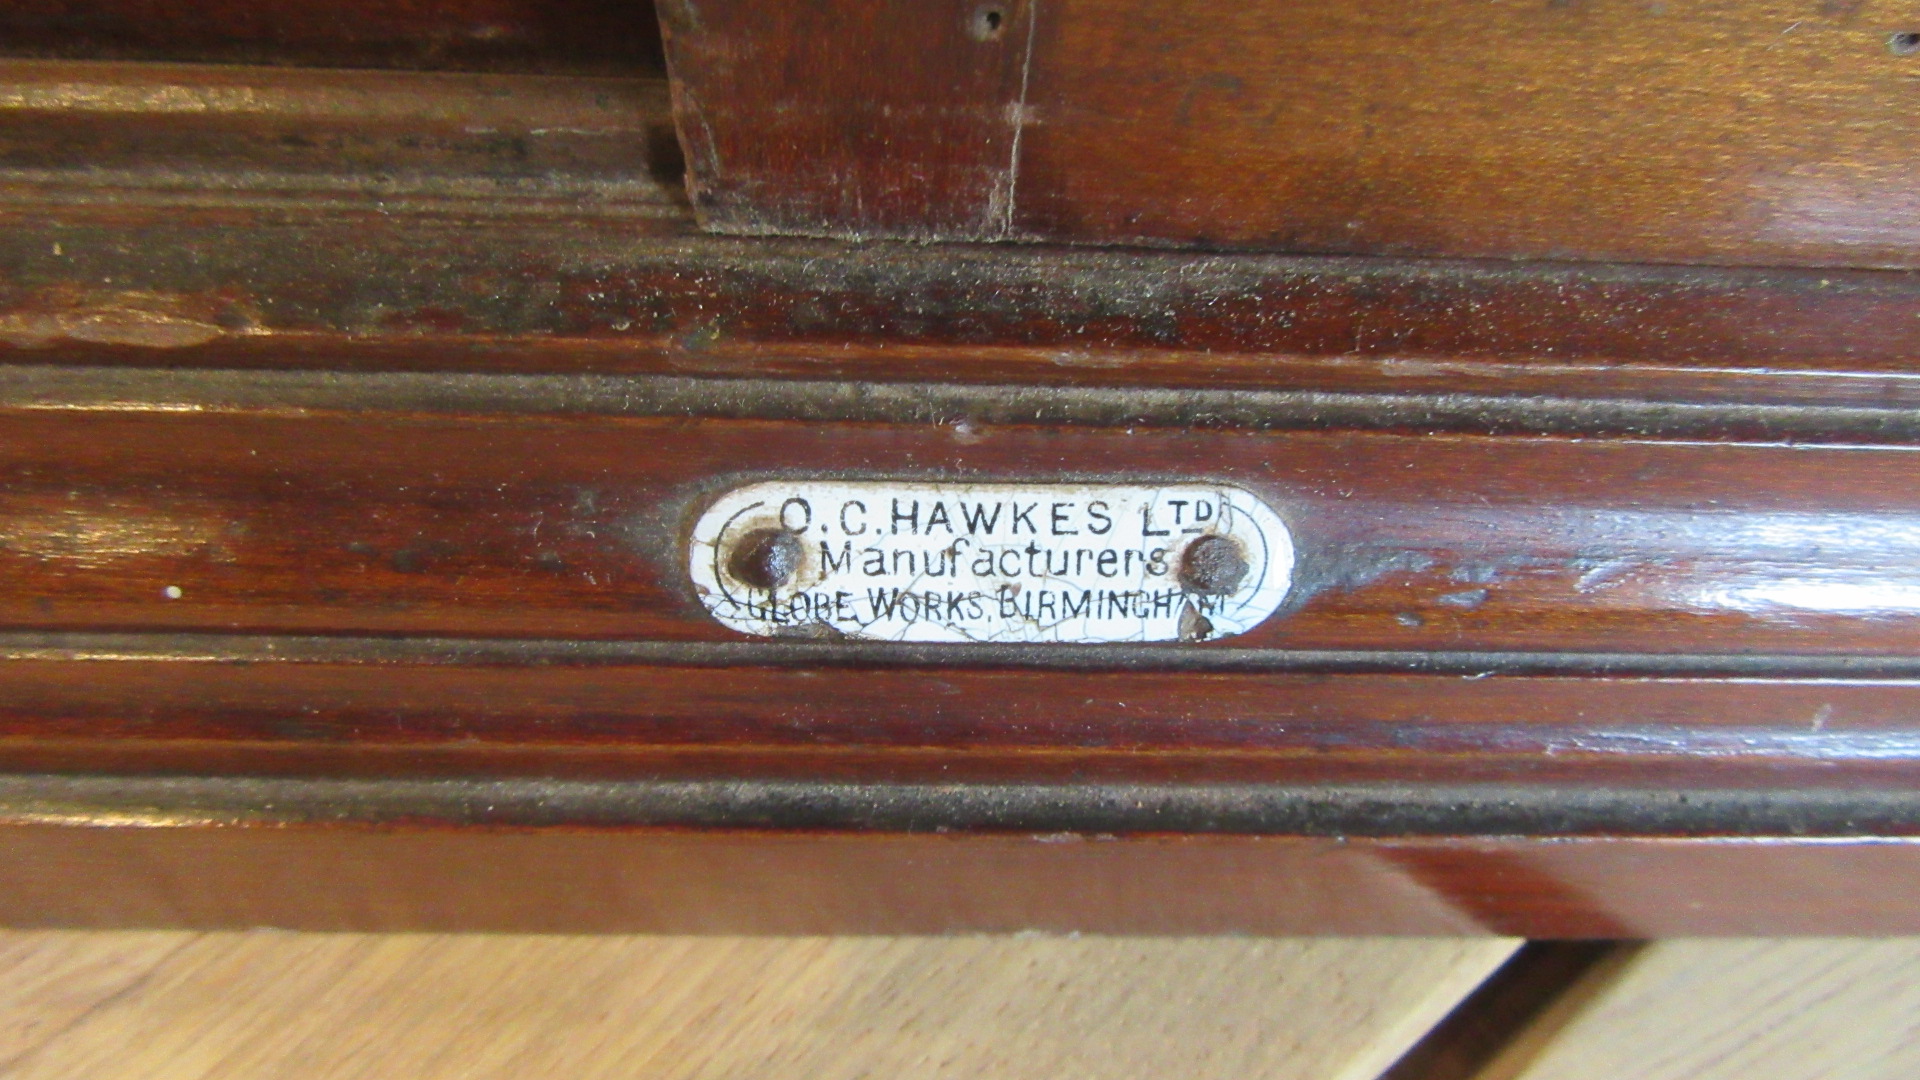 O.C.HAWKES LTD
Manufacturers
GLOBE WORKS, BIRMINGHAM